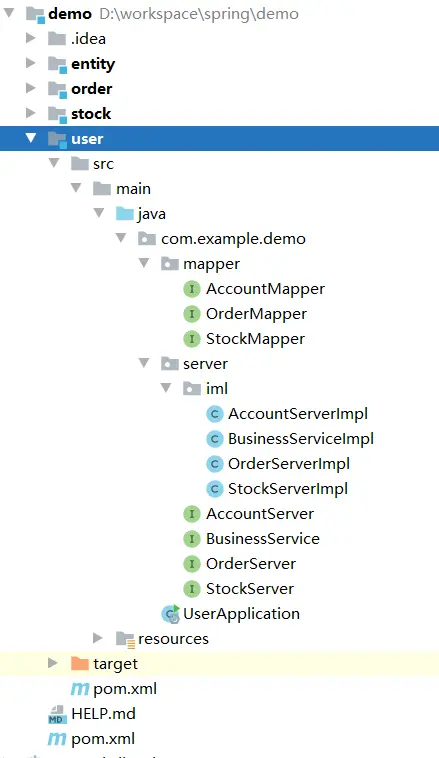 demo D:\workspace\spring\demo
.idea
entity
order
stock
user
src
main
java
com.example.demo
mapper
I AccountMapper
I OrderMapper
I StockMapper
server
iml
C AccountServerImpl
C BusinessServiceImpl
C OrderServerImpl
C StockServerImpl
I AccountServer
I BusinessService
I OrderServer
I StockServer
C UserApplication
resources
target
m pom.xml
MD HELP.md
m pom.xml